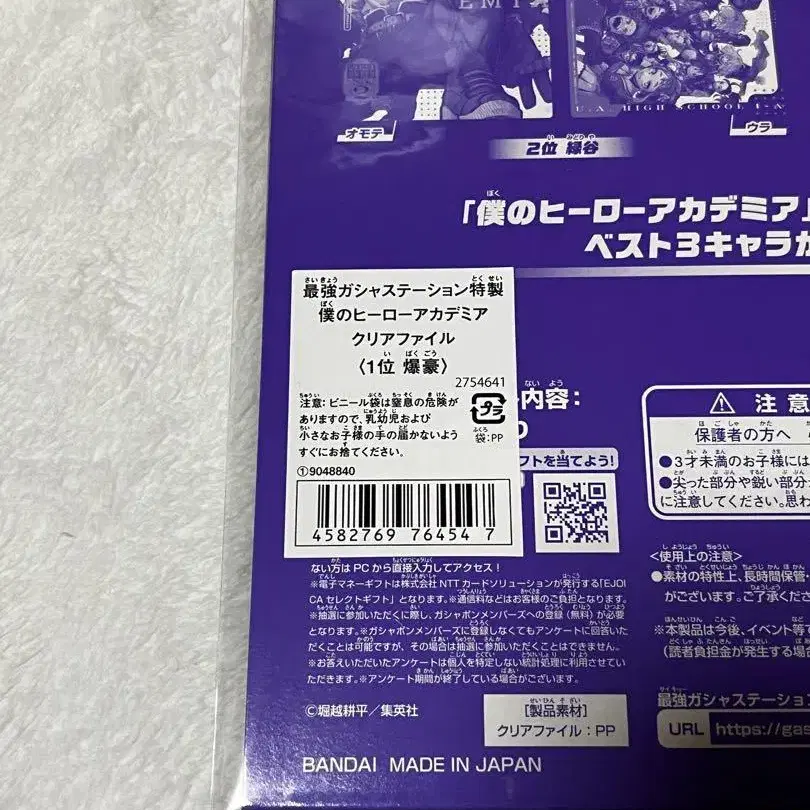 EMI
U.A. HIGH SCHOOL 1-A
オモテ
ウラ
2位 緑谷
「僕のヒーローアカデミア」
ベスト3キャラが
最強ガシャステーション特製
僕のヒーローアカデミア
クリアファイル
〈1位 爆豪〉
2754641
注意：ビニール袋は窒息の危険が
ありますので、乳幼児および
小さなお子様の手の届かないよう
すぐにお捨てください。
プラ
袋：PP
①9048840
4582769 76454 7
内容：
フトを当てよう！
ない方はPCから直接入力してアクセス！
※電子マネーギフトは株式会社NTTカードソリューションが発行する「EJOI
CAセレクトギフト」となります。※通信料などはお客様のご負担となります。
※抽選に参加いただくに際し、ガシャポンメンバーズへの登録（無料）が必要
となります。※ガシャポンメンバーズに登録しなくてもアンケートに回答いた
だくことは可能ですが、その場合は抽選に参加いただくことはできません。
※お答えいただいたアンケートは個人を特定しない統計処理に利用させてい
ただきます。※アンケート期間が終了している場合がございます。
©堀越耕平／集英社
[製品素材]
クリアファイル：PP
BANDAI MADE IN JAPAN
⚠ 注意
保護者の方へ
●3才未満のお子様には
●尖った部分や鋭い部分
に注意してください。思わ
＜使用上の注意＞
●素材の特性上、長時間保管
がございます。ご了承くだ
※本製品は今後、イベント等で
（読者負担金が発生する場合
最強ガシャステーション
URL https://gas